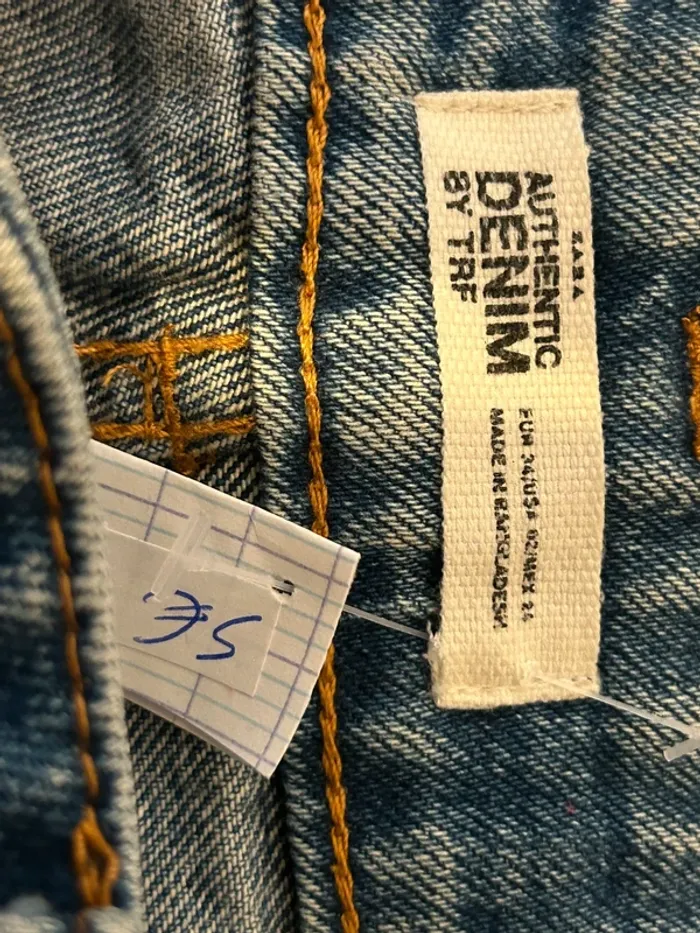 ZARA
AUTHENTIC
DENIM
BY TRF
EUR 34/USA 02/MEX 24
MADE IN BANGLADESH
5€